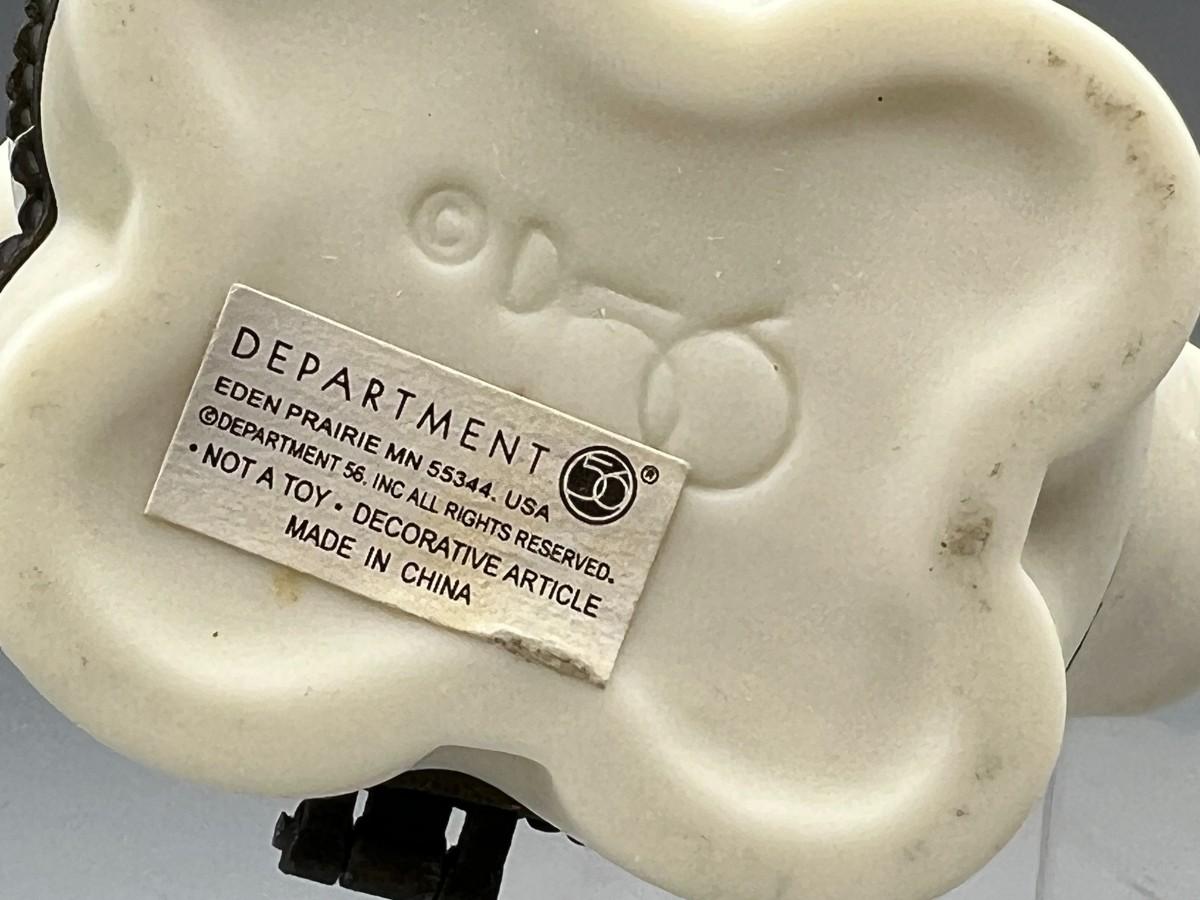 ©D
DEPARTMENT 56®
EDEN PRAIRIE MN 55344. USA
©DEPARTMENT 56, INC ALL RIGHTS RESERVED.
• NOT A TOY • DECORATIVE ARTICLE
MADE IN CHINA